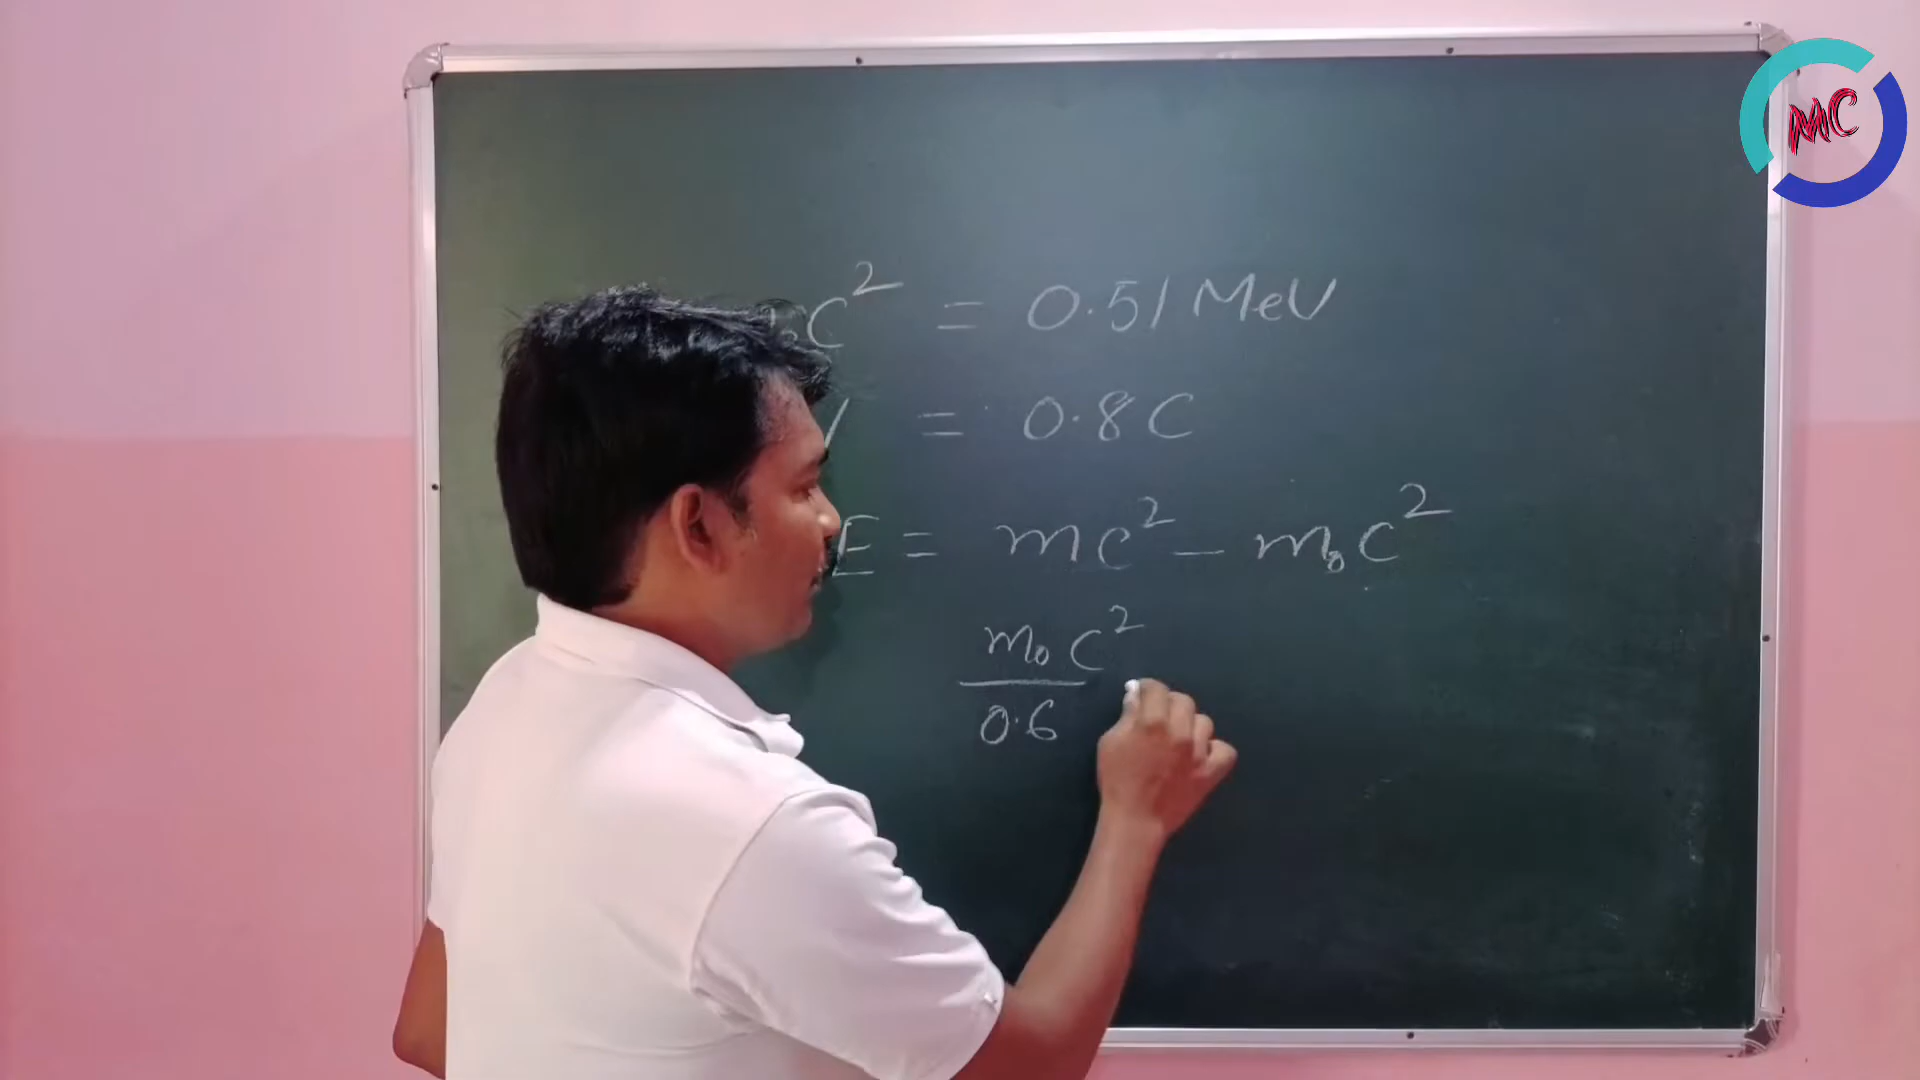 MC
C² = 0.51 MeV
= 0.8 C
E = mc² - m₀c²
m₀c²
0.6